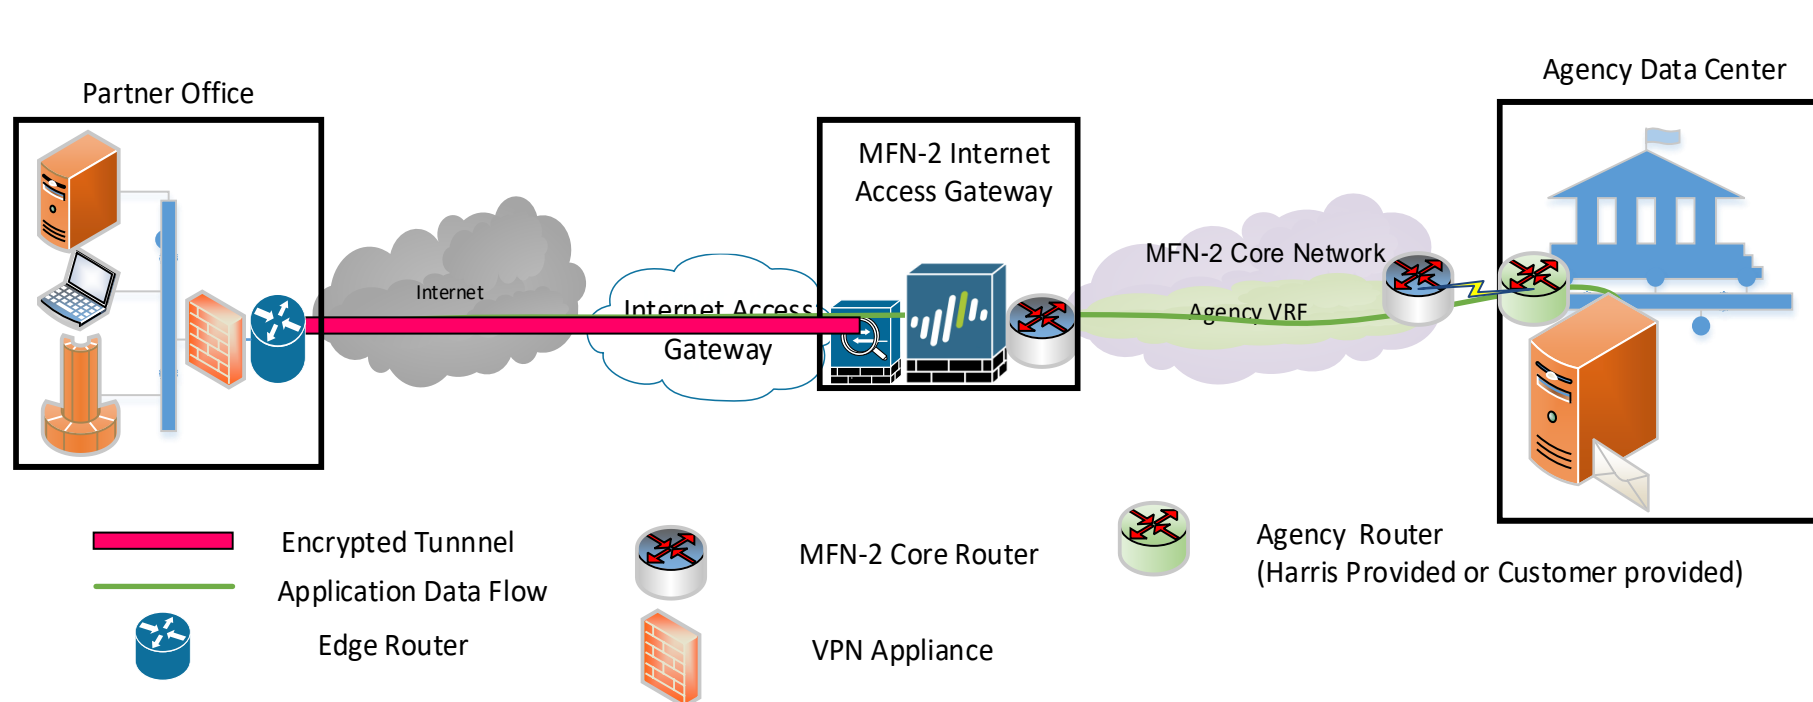 Partner Office
Agency Data Center
MFN-2 Internet
Access Gateway
MFN-2 Core Network
Internet
Internet Access
Gateway
Agency VRF
Encrypted Tunnnel
Application Data Flow
Edge Router
MFN-2 Core Router
VPN Appliance
Agency Router
(Harris Provided or Customer provided)